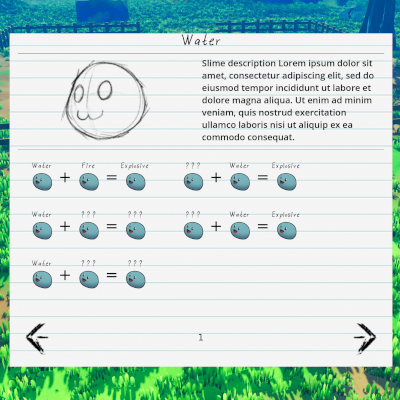 Water
Slime description Lorem ipsum dolor sit
amet, consectetur adipiscing elit, sed do
eiusmod tempor incididunt ut labore et
dolore magna aliqua. Ut enim ad minim
veniam, quis nostrud exercitation
ullamco laboris nisi ut aliquip ex ea
commodo consequat.
Water + Fire = Explosive ??? + Water = Explosive
Water + ??? = ??? ??? + Water = Explosive
Water + ??? = ???
1